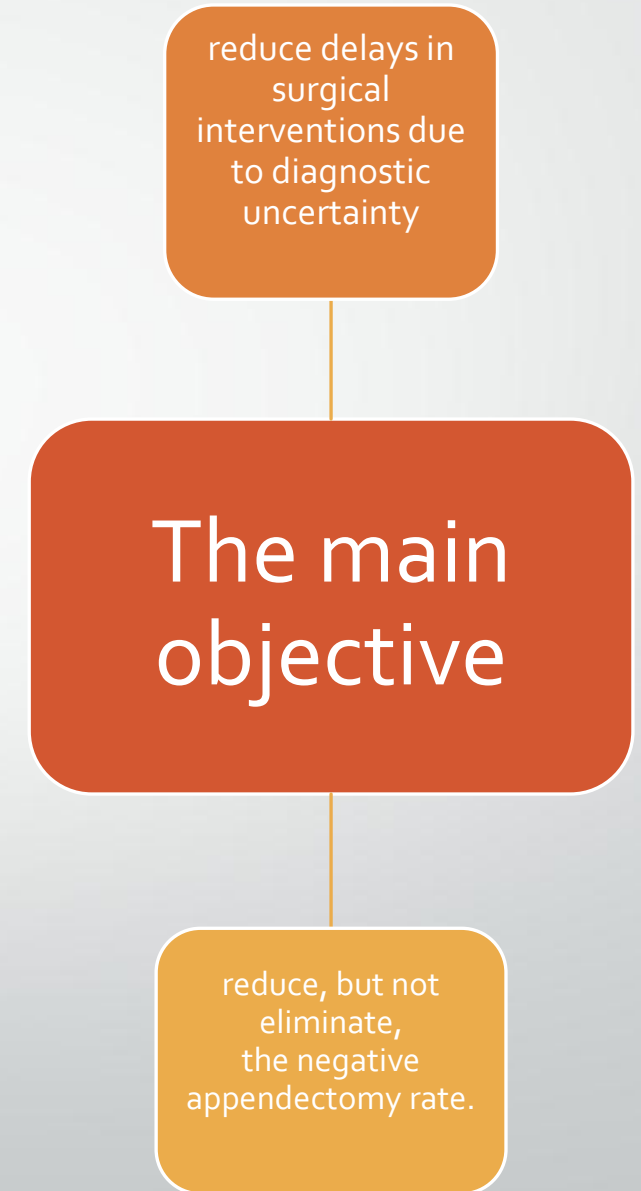 reduce delays in
surgical
interventions due
to diagnostic
uncertainty
The main
objective
reduce, but not
eliminate,
the negative
appendectomy rate.